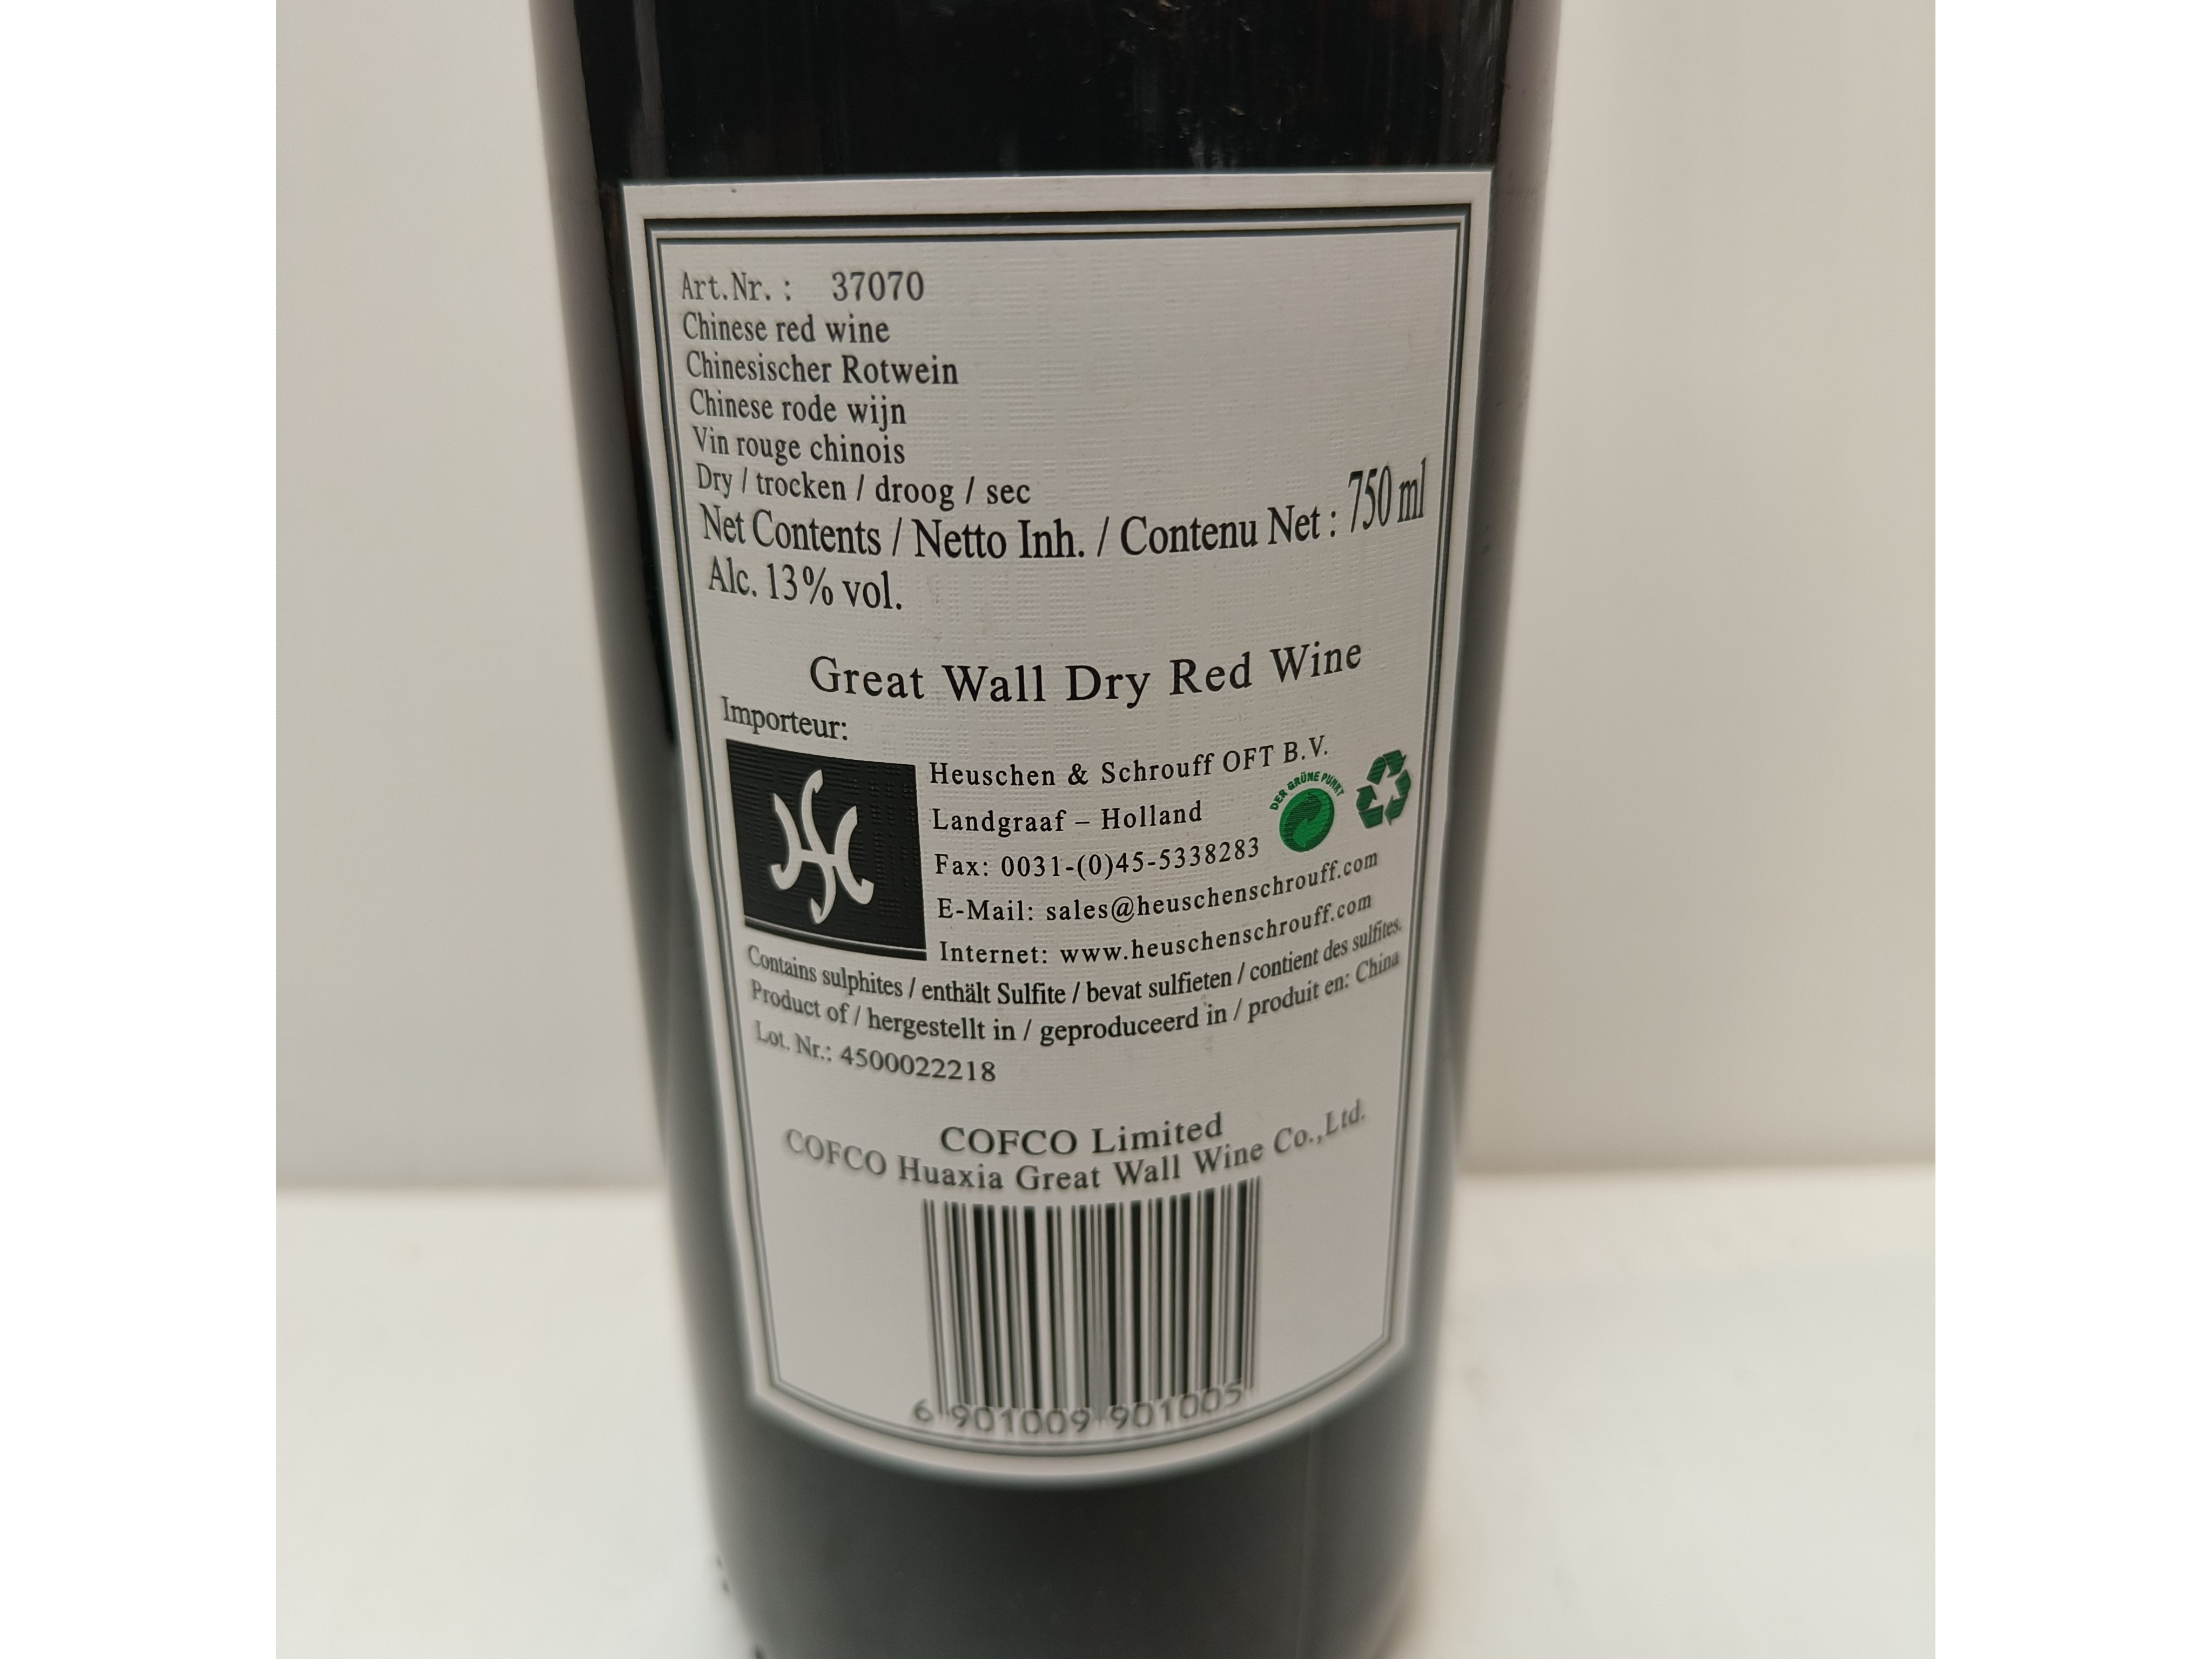 Art.Nr.: 37070
Chinese red wine
Chinesischer Rotwein
Chinese rode wijn
Vin rouge chinois
Dry / trocken / droog / sec
Net Contents / Netto Inh. / Contenu Net : 750 ml
Alc. 13% vol.
Great Wall Dry Red Wine
Importeur:
Heuschen & Schrouff OFT B.V.
Landgraaf – Holland
DER GRÜNE PUNKT
Fax: 0031-(0)45-5338283
E-Mail: sales@heuschenschrouff.com
Internet: www.heuschenschrouff.com
Contains sulphites / enthält Sulfite / bevat sulfieten / contient des sulfites.
Product of / hergestellt in / geproduceerd in / produit en: China
Lot. Nr.: 4500022218
COFCO Limited
COFCO Huaxia Great Wall Wine Co.,Ltd.
6 901009 901005